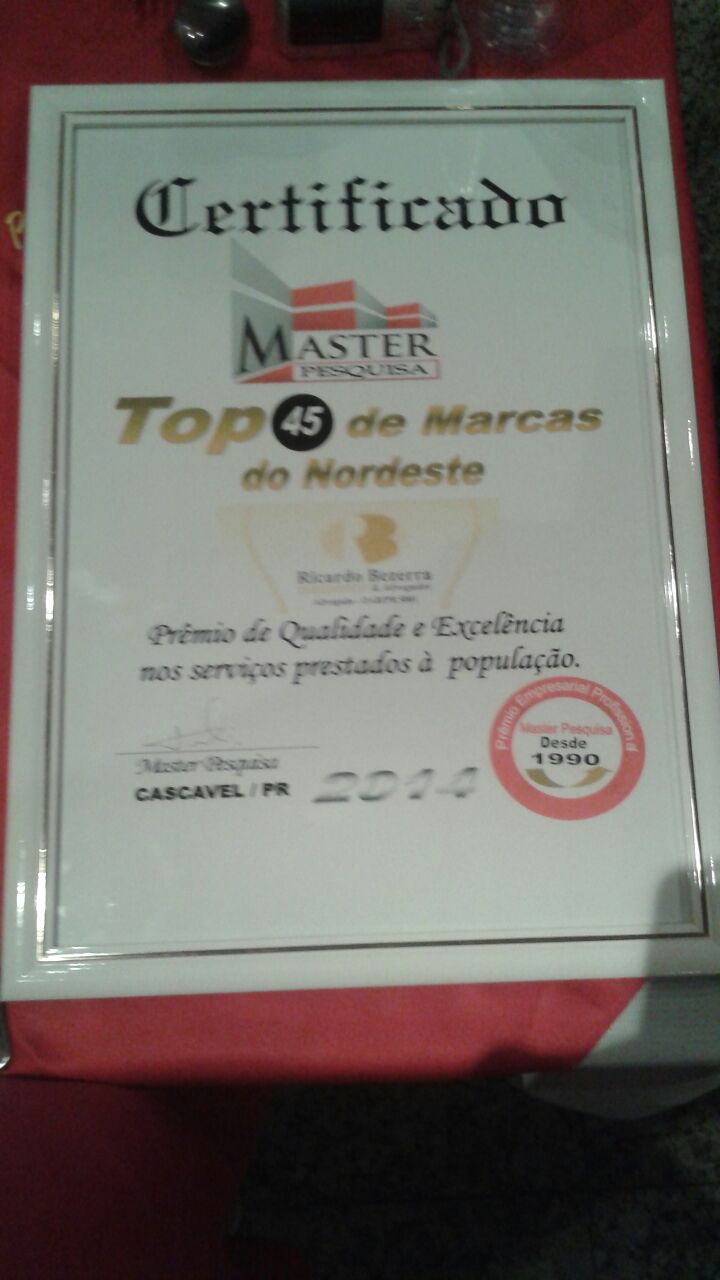 Certificado
MASTER
PESQUISA
Top 45 de Marcas
do Nordeste
Ricardo Bezerra
& Advogados
Prêmio de Qualidade e Excelência
nos serviços prestados à população.
Master Pesquisa
CASCAVEL / PR
2014
Prêmio Empresarial Profissional
Master Pesquisa
Desde
1990